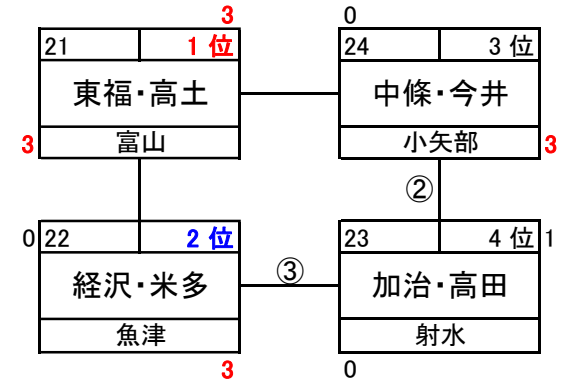 3 0
21 1 位 24 3 位
東福・高土 中條・今井
3 富山 小矢部 3
②
0 22 2 位 23 4 位 1
経沢・米多 ③ 加治・高田
魚津 射水
3 0